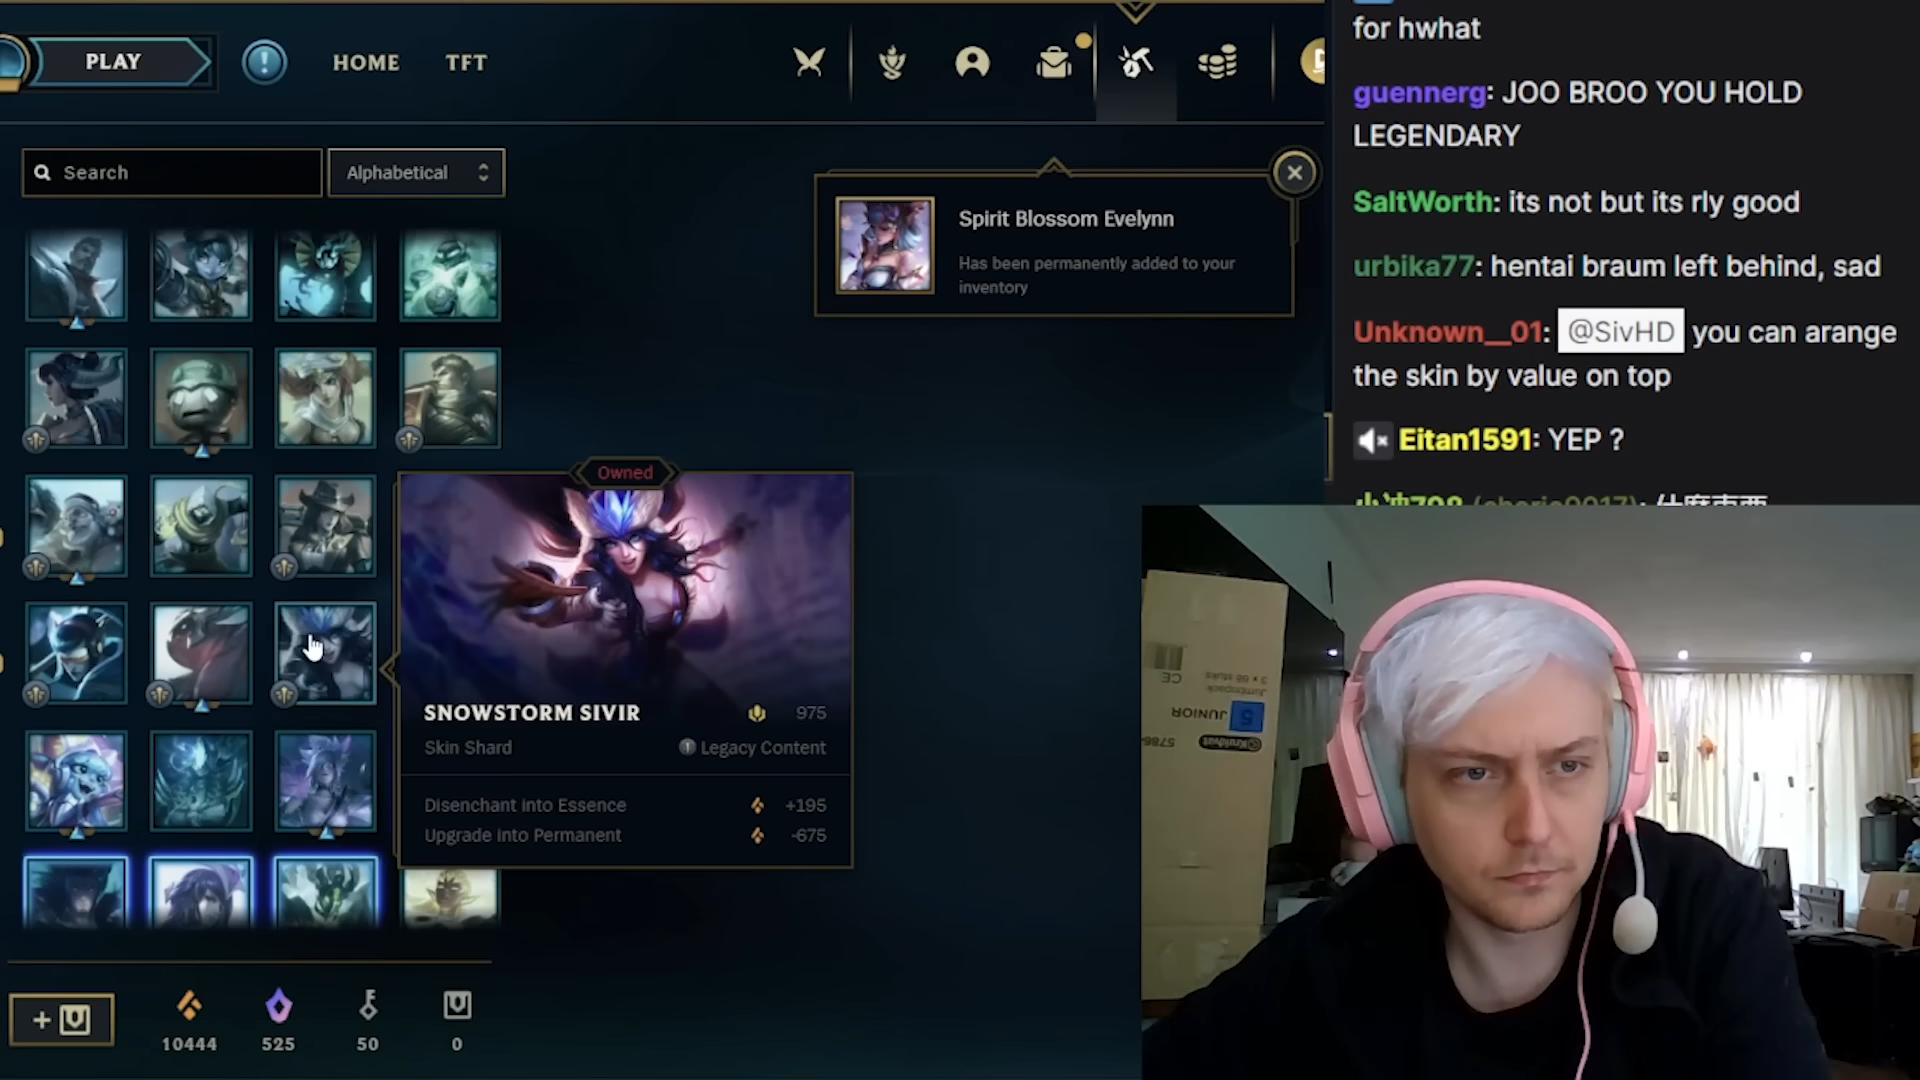 PLAY
HOME
TFT
Search
Alphabetical
Spirit Blossom Evelynn
Has been permanently added to your
inventory
Owned
SNOWSTORM SIVIR
975
Skin Shard
Legacy Content
Disenchant into Essence
+195
Upgrade into Permanent
-675
10444
525
50
0
for hwhat
guennerg: JOO BROO YOU HOLD
LEGENDARY
SaltWorth: its not but its rly good
urbika77: hentai braum left behind, sad
Unknown__01: @SivHD you can arange
the skin by value on top
Eitan1591: YEP ?
JUNIOR
5
Kruidvat